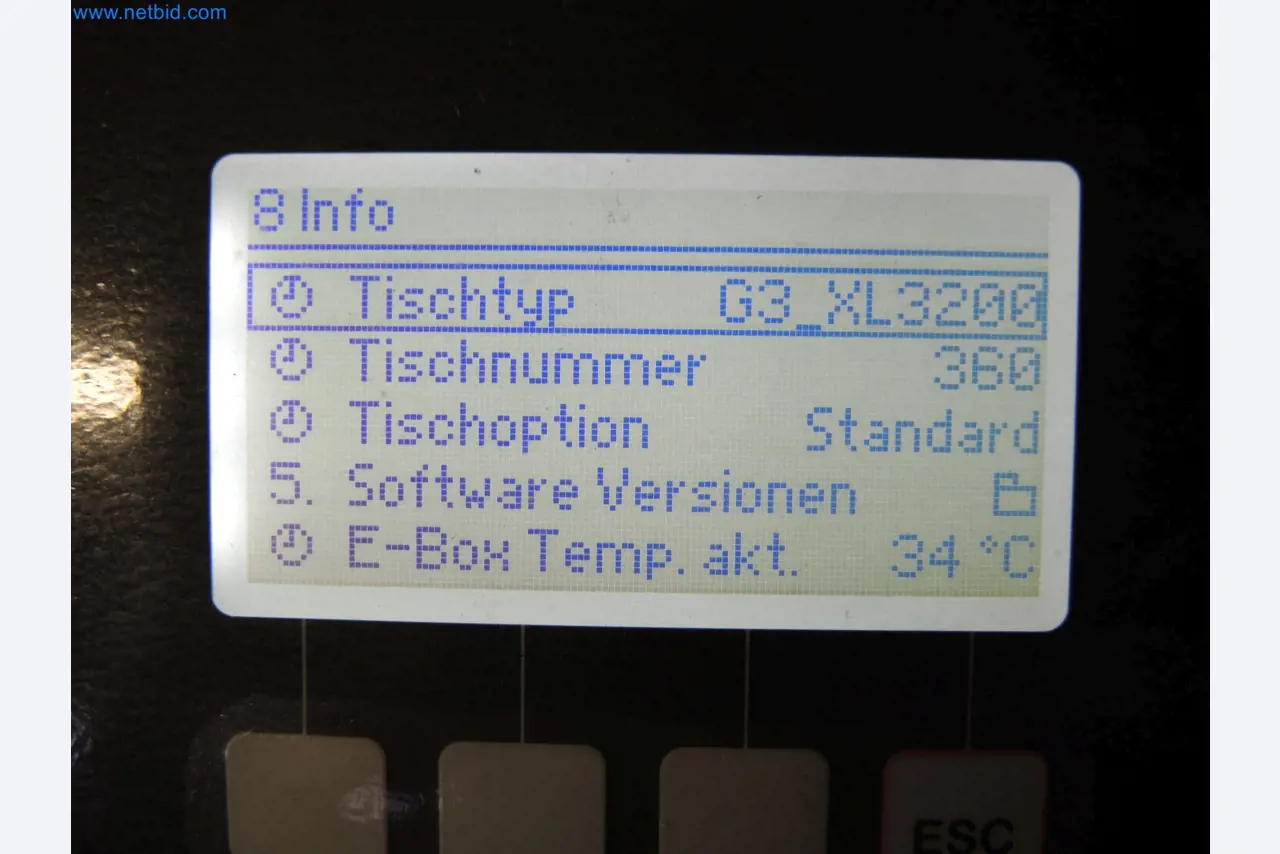 www.netbid.com
8 Info
Tischtyp G3_XL3200
Tischnummer 360
Tischoption Standard
5. Software Versionen
E-Box Temp. akt. 34 °C
ESC